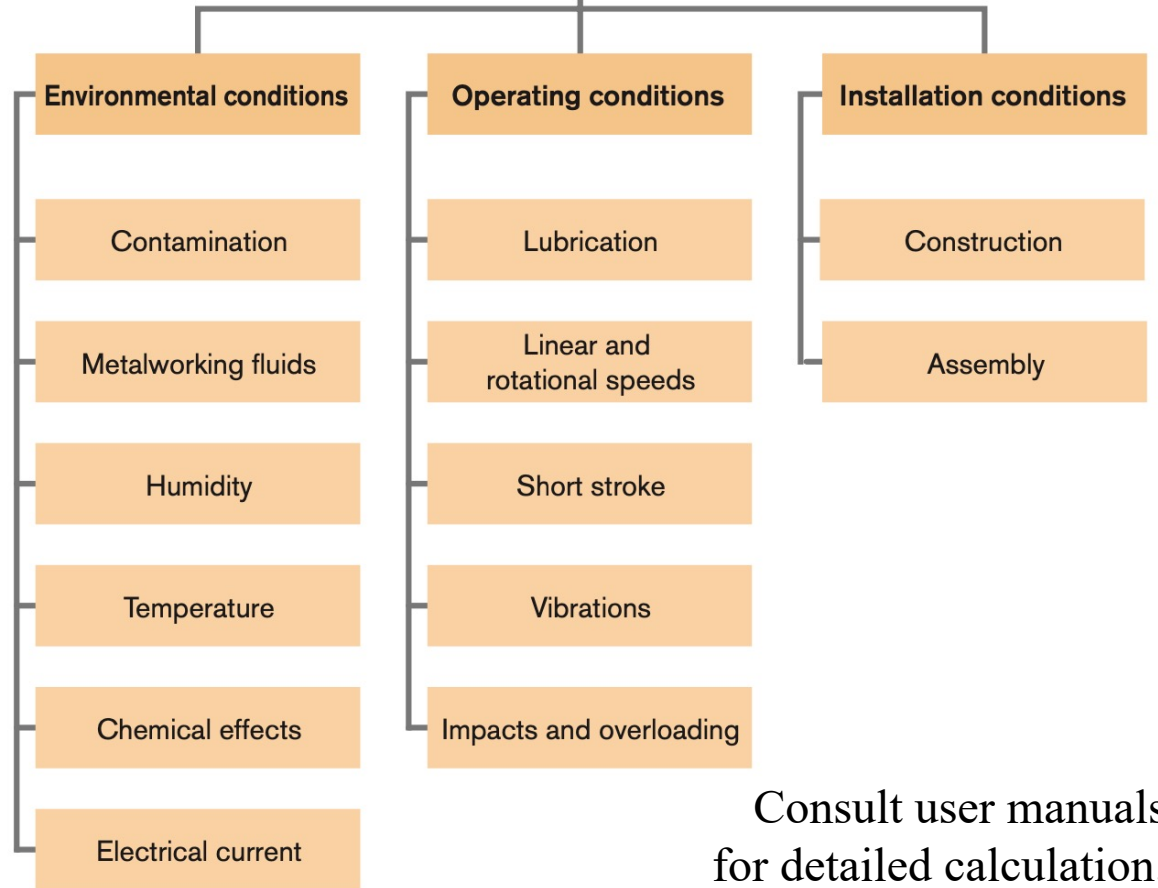 Environmental conditions
Contamination
Metalworking fluids
Humidity
Temperature
Chemical effects
Electrical current
Operating conditions
Lubrication
Linear and
rotational speeds
Short stroke
Vibrations
Impacts and overloading
Installation conditions
Construction
Assembly
Consult user manuals
for detailed calculation